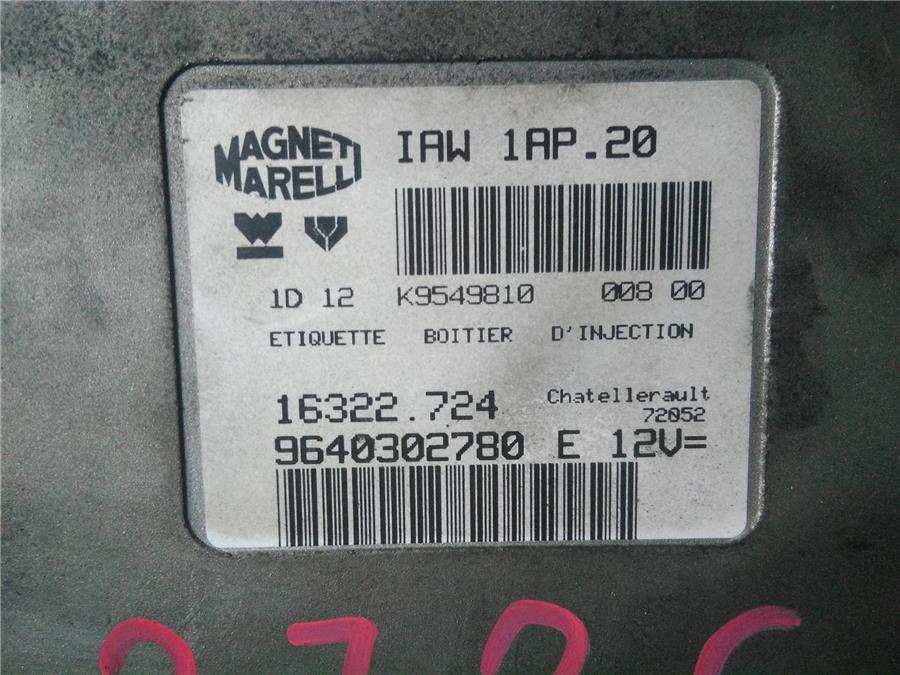 MAGNETI
MARELLI
IAW 1AP.20
1D 12 K9549810 008 00
ETIQUETTE BOITIER D'INJECTION
16322.724 Chatellerault
72052
9640302780 E 12V=